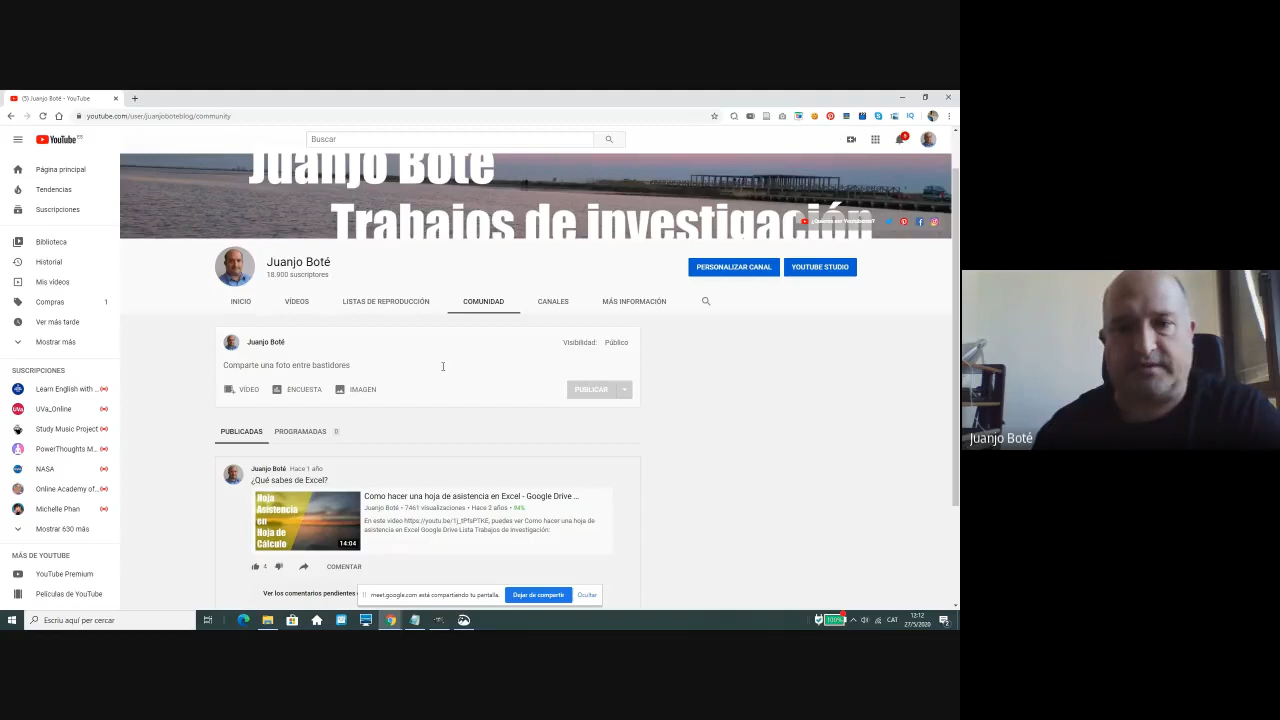 (5) Juanjo Boté - YouTube
youtube.com/user/juanjoboteblog/community
YouTube ES
Buscar
9
Página principal
Tendencias
Suscripciones
Biblioteca
Historial
Mis vídeos
Compras 1
Ver más tarde
Mostrar más
SUSCRIPCIONES
Learn English with ...
UVa_Online
Study Music Project
PowerThoughts M...
NASA
Online Academy of...
Michelle Phan
Mostrar 630 más
MÁS DE YOUTUBE
YouTube Premium
Películas de YouTube
Juanjo Boté
Trabajos de investigación
¿Quieres ser Youtubeross?
Juanjo Boté
18.900 suscriptores
PERSONALIZAR CANAL
YOUTUBE STUDIO
INICIO
VÍDEOS
LISTAS DE REPRODUCCIÓN
COMUNIDAD
CANALES
MÁS INFORMACIÓN
Juanjo Boté
Visibilidad: Público
Comparte una foto entre bastidores
VÍDEO
ENCUESTA
IMAGEN
PUBLICAR
PUBLICADAS
PROGRAMADAS 0
Juanjo Boté Hace 1 año
¿Qué sabes de Excel?
Hoja
Asistencia
en
Hoja de
Cálculo
14:04
Como hacer una hoja de asistencia en Excel - Google Drive ...
Juanjo Boté • 7461 visualizaciones • Hace 2 años • 94%
En este video https://youtu.be/1j_tPfsPTKE, puedes ver Como hacer una hoja de
asistencia en Excel Google Drive Lista Trabajos de Investigación:
4
COMENTAR
Ver los comentarios pendientes
meet.google.com está compartiendo tu pantalla.
Dejar de compartir
Ocultar
Escriu aquí per cercar
100%
CAT
12:12
27/5/2020
Juanjo Boté